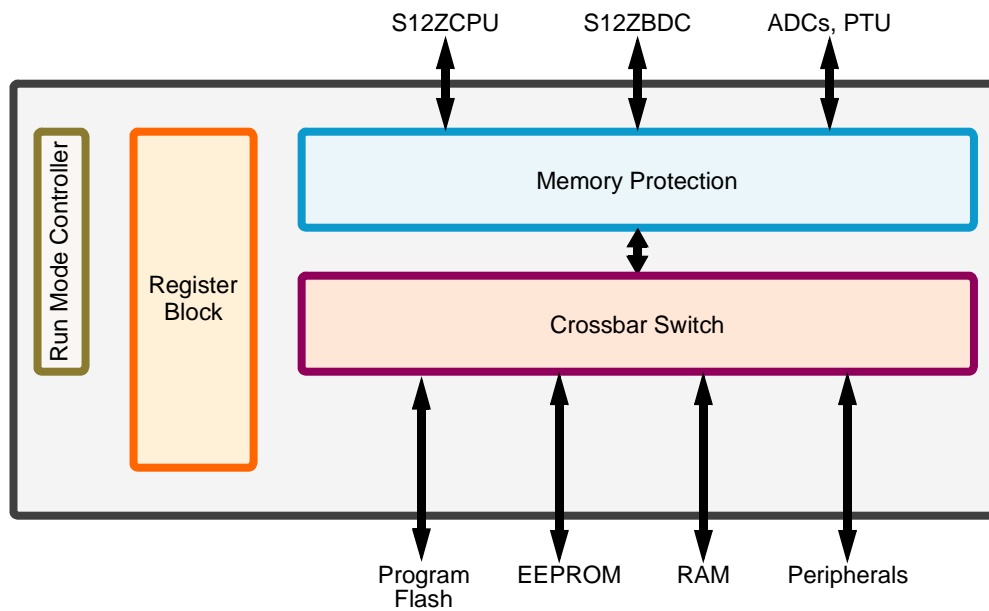 S12ZCPU
S12ZBDC
ADCs, PTU
Run Mode Controller
Register
Block
Memory Protection
Crossbar Switch
Program
Flash
EEPROM
RAM
Peripherals